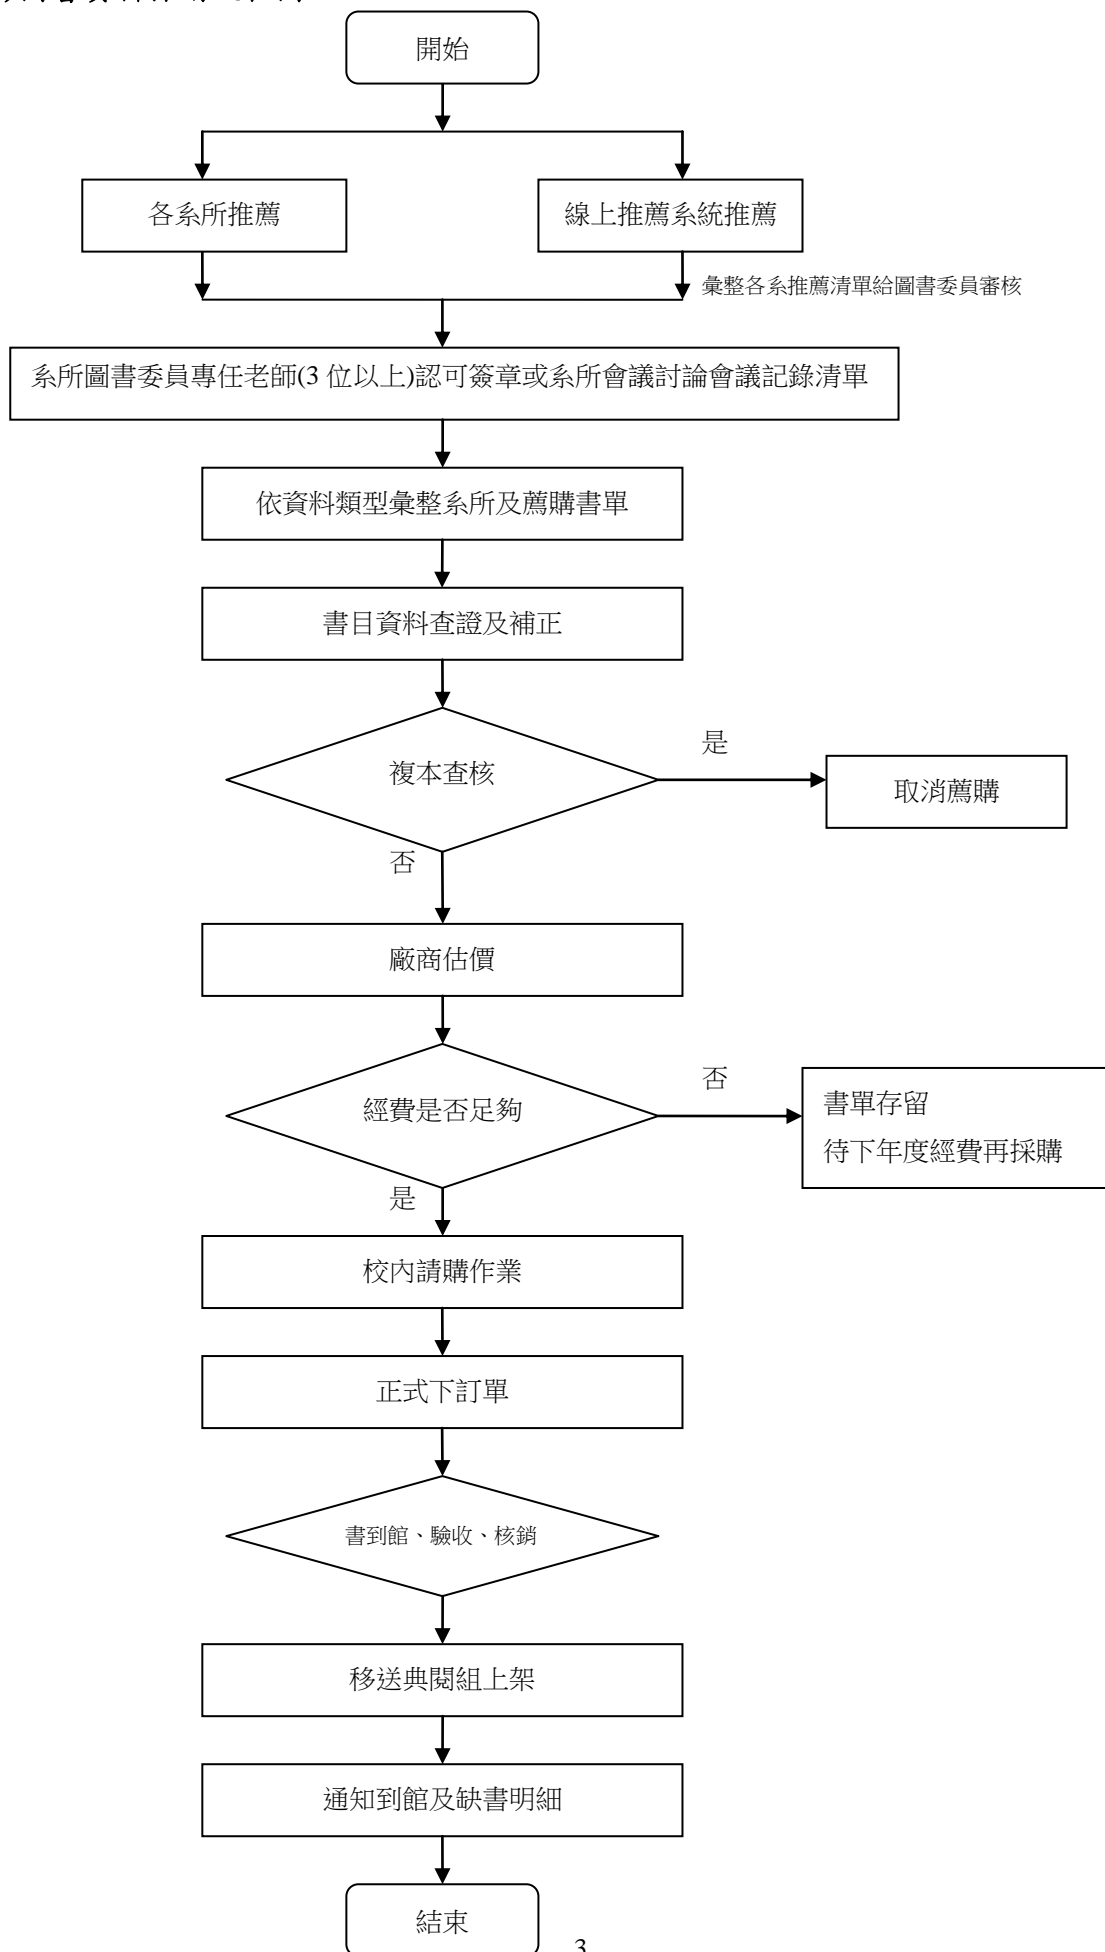 開始
各系所推薦
線上推薦系統推薦
彙整各系推薦清單給圖書委員審核
系所圖書委員專任老師(3 位以上)認可簽章或系所會議討論會議記錄清單
依資料類型彙整系所及薦購書單
書目資料查證及補正
複本查核
是
取消薦購
否
廠商估價
經費是否足夠
否
書單存留
待下年度經費再採購
是
校內請購作業
正式下訂單
書到館、驗收、核銷
移送典閱組上架
通知到館及缺書明細
結束
3